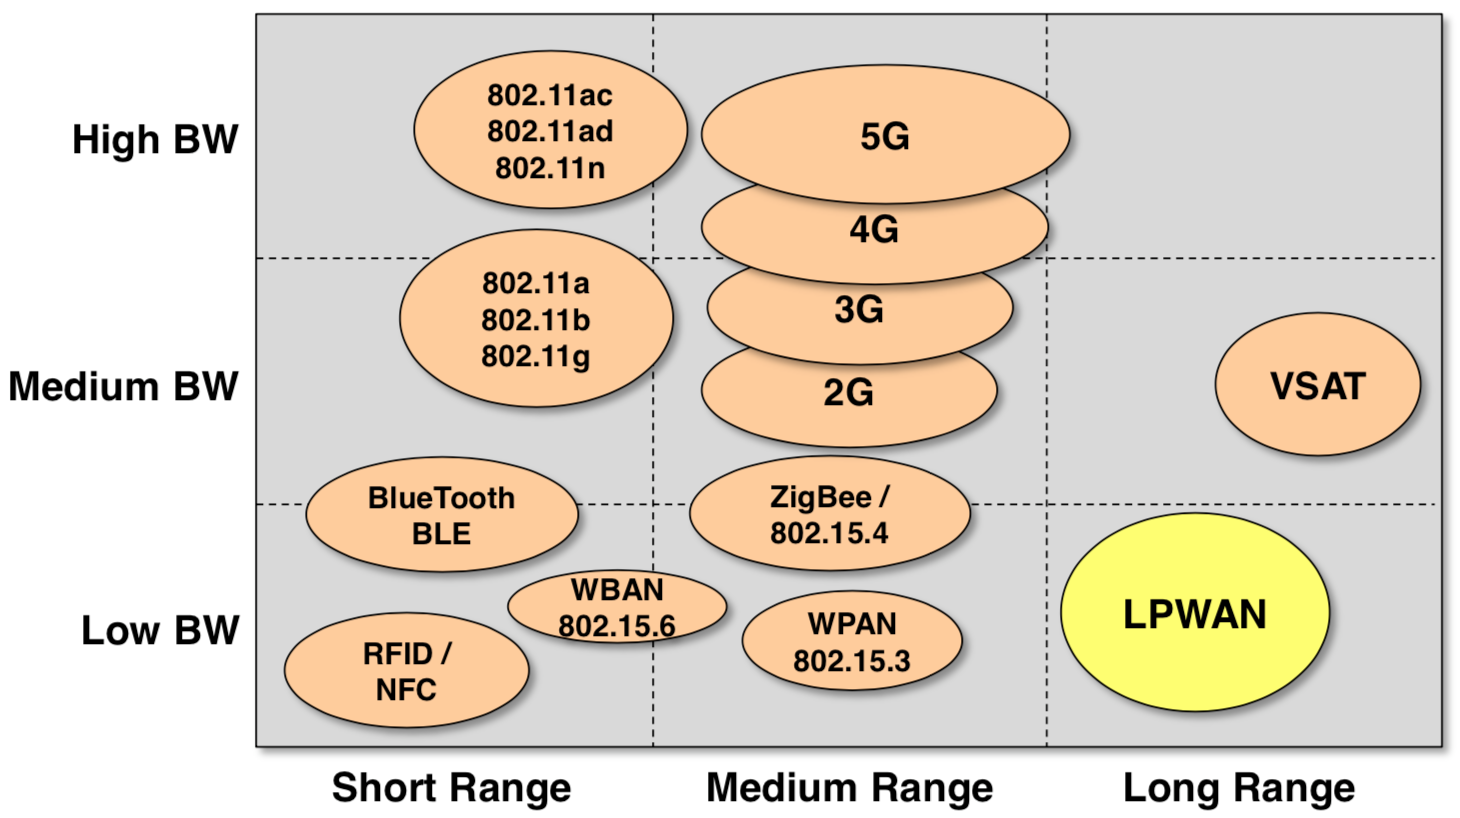 High BW
802.11ac
802.11ad
802.11n
5G
4G
Medium BW
802.11a
802.11b
802.11g
3G
2G
VSAT
BlueTooth
BLE
ZigBee /
802.15.4
Low BW
WBAN
802.15.6
RFID /
NFC
WPAN
802.15.3
LPWAN
Short Range
Medium Range
Long Range